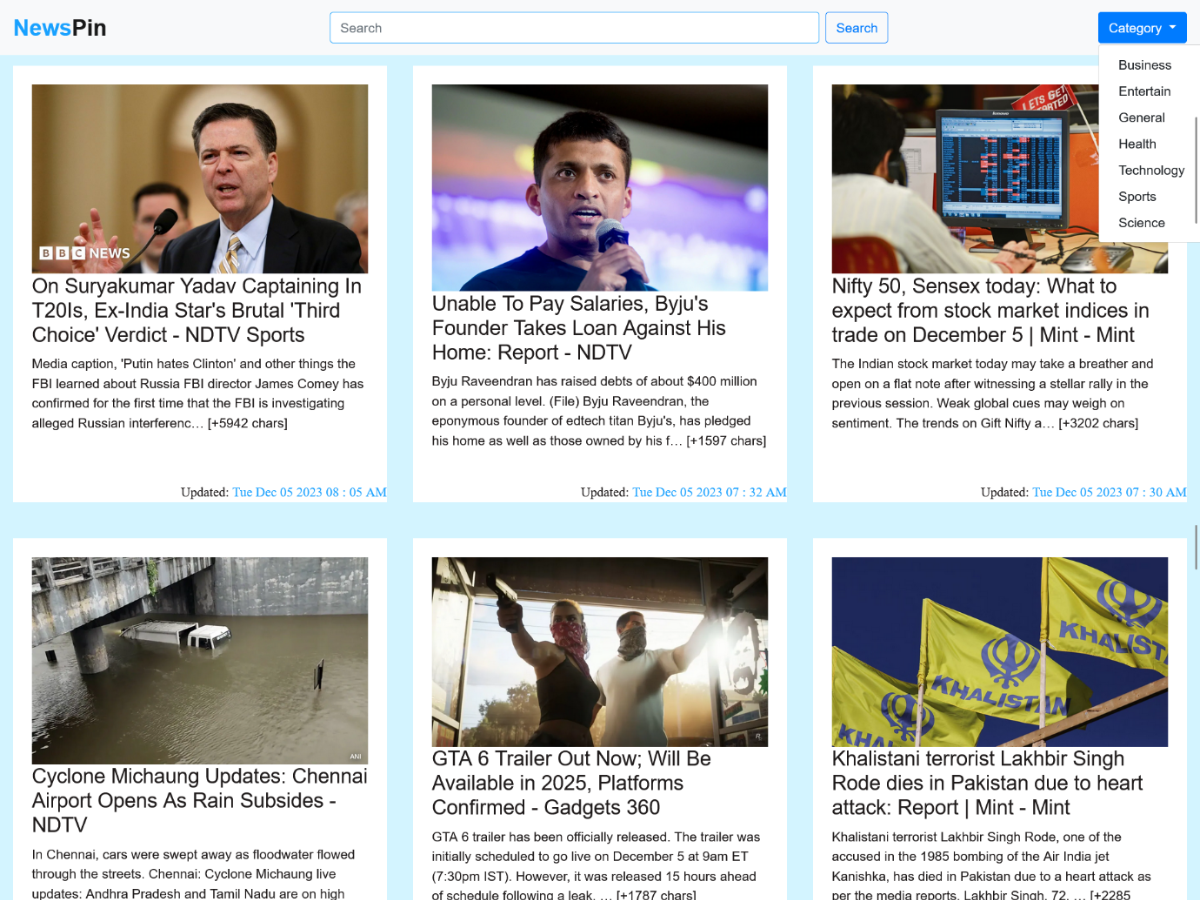 NewsPin
Search
Search
Category
Business
Entertain
General
Health
Technology
Sports
Science
BBC NEWS
On Suryakumar Yadav Captaining In
T20Is, Ex-India Star's Brutal 'Third
Choice' Verdict - NDTV Sports
Media caption, 'Putin hates Clinton' and other things the
FBI learned about Russia FBI director James Comey has
confirmed for the first time that the FBI is investigating
alleged Russian interferenc… [+5942 chars]
Updated: Tue Dec 05 2023 08 : 05 AM
Unable To Pay Salaries, Byju's
Founder Takes Loan Against His
Home: Report - NDTV
Byju Raveendran has raised debts of about $400 million
on a personal level. (File) Byju Raveendran, the
eponymous founder of edtech titan Byju's, has pledged
his home as well as those owned by his f… [+1597 chars]
Updated: Tue Dec 05 2023 07 : 32 AM
LETS GET
STARTED
Nifty 50, Sensex today: What to
expect from stock market indices in
trade on December 5 | Mint - Mint
The Indian stock market today may take a breather and
open on a flat note after witnessing a stellar rally in the
previous session. Weak global cues may weigh on
sentiment. The trends on Gift Nifty a… [+3202 chars]
Updated: Tue Dec 05 2023 07 : 30 AM
ANI
Cyclone Michaung Updates: Chennai
Airport Opens As Rain Subsides -
NDTV
In Chennai, cars were swept away as floodwater flowed
through the streets. Chennai: Cyclone Michaung live
updates: Andhra Pradesh and Tamil Nadu are on high
GTA 6 Trailer Out Now; Will Be
Available in 2025, Platforms
Confirmed - Gadgets 360
GTA 6 trailer has been officially released. The trailer was
initially scheduled to go live on December 5 at 9am ET
(7:30pm IST). However, it was released 15 hours ahead
of schedule following a leak. … [+1787 chars]
KHALISTAN
KHALISTAN
KHAL
Khalistani terrorist Lakhbir Singh
Rode dies in Pakistan due to heart
attack: Report | Mint - Mint
Khalistani terrorist Lakhbir Singh Rode, one of the
accused in the 1985 bombing of the Air India jet
Kanishka, has died in Pakistan due to a heart attack as
per the media reports. Lakhbir Singh, 72, … [+2285